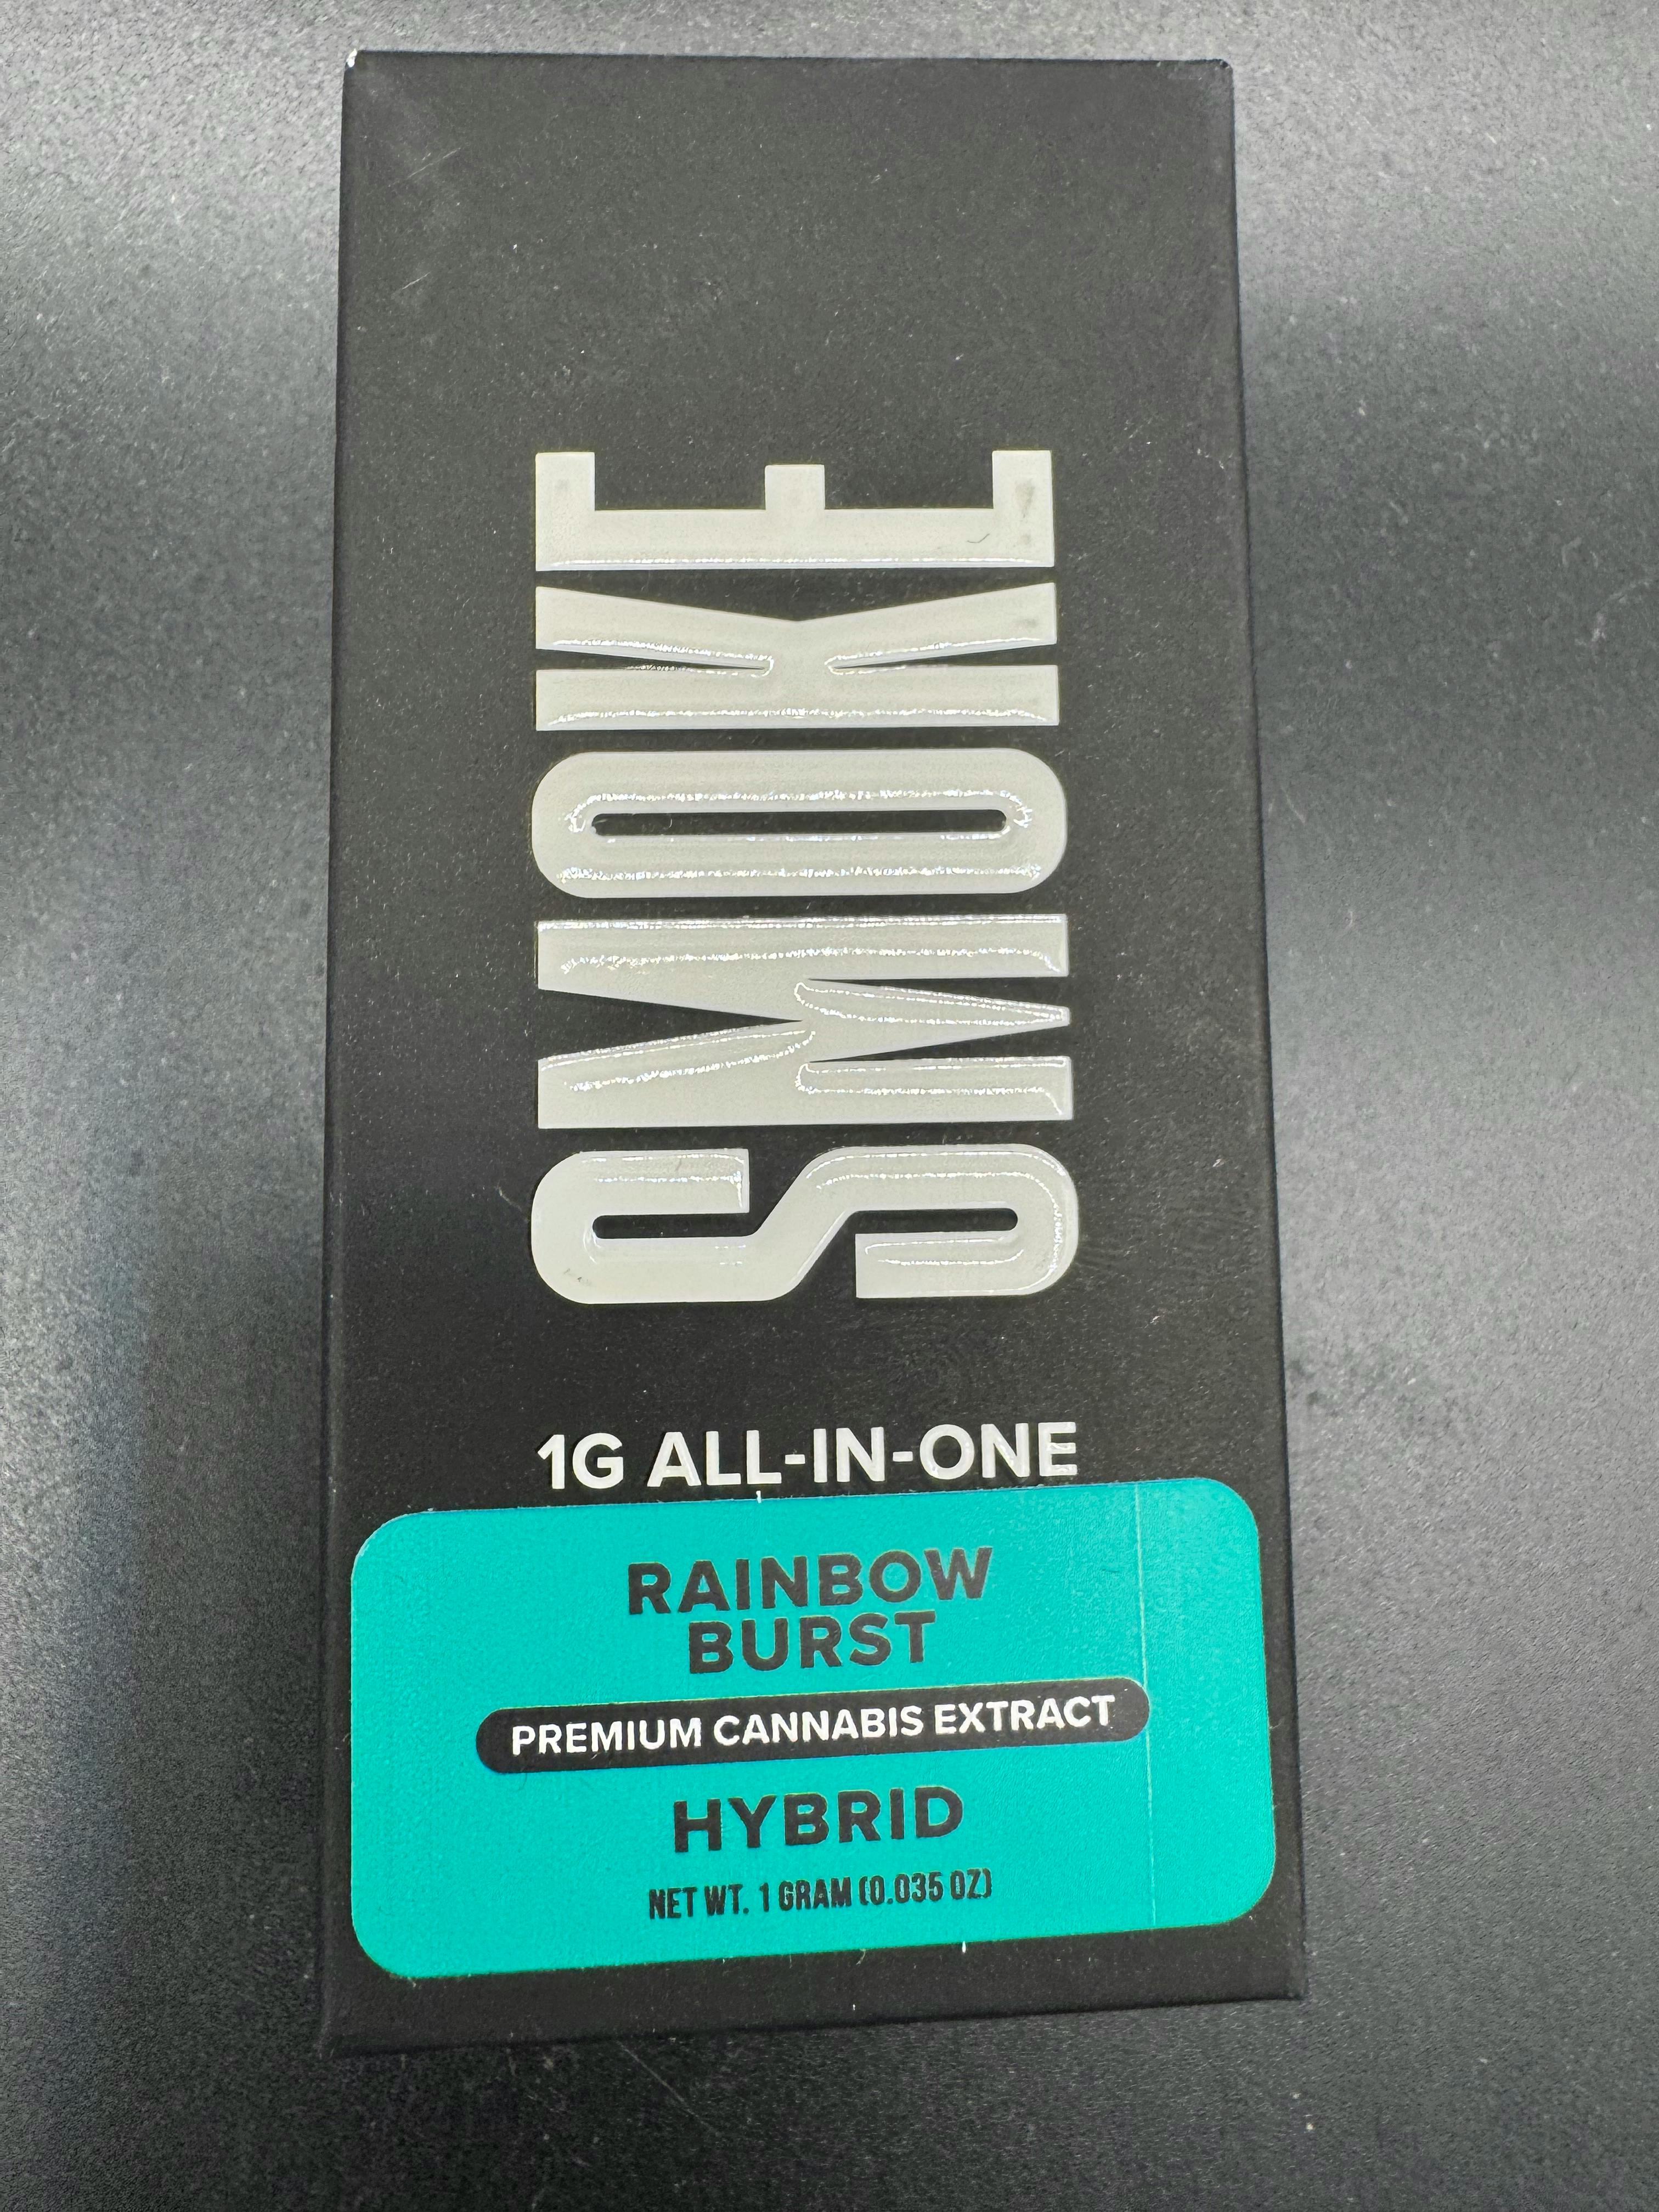 SMOKE
1G ALL-IN-ONE
RAINBOW
BURST
PREMIUM CANNABIS EXTRACT
HYBRID
NET WT. 1 GRAM (0.035 OZ)